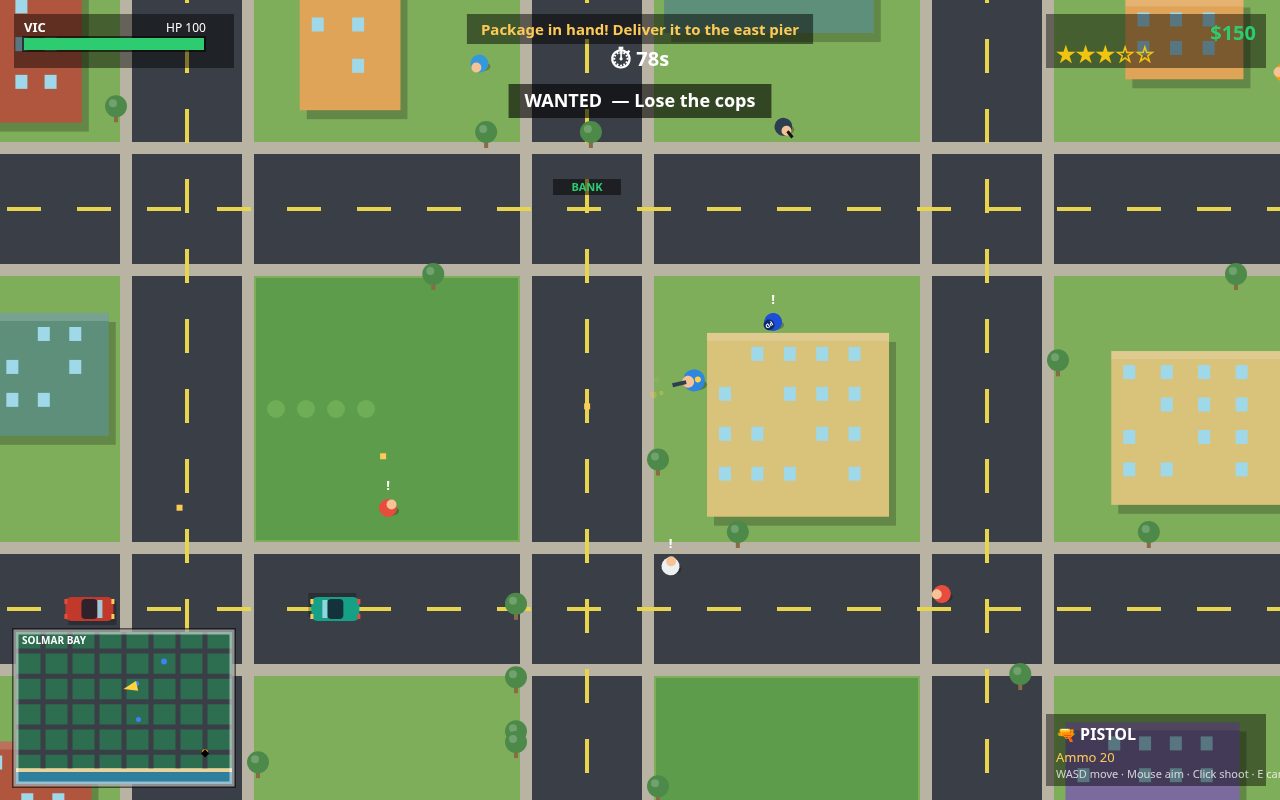 VIC HP 100
Package in hand! Deliver it to the east pier
⏱ 78s
WANTED — Lose the cops
$150
★★★☆☆
BANK
!
!
!
SOLMAR BAY
PISTOL
Ammo 20
WASD move · Mouse aim · Click shoot · E